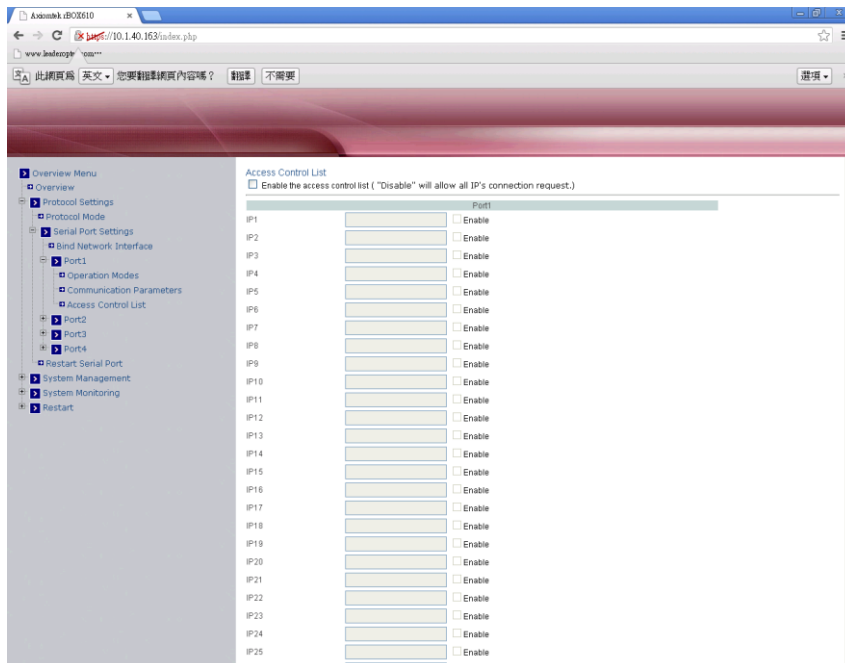 Axiomtek rBOX610
https://10.1.40.163/index.php
此網頁為 英文 您要翻譯網頁內容嗎？ 翻譯 不需要 選項
Overview Menu
Overview
Protocol Settings
Protocol Mode
Serial Port Settings
Bind Network Interface
Port1
Operation Modes
Communication Parameters
Access Control List
Port2
Port3
Port4
Restart Serial Port
System Management
System Monitoring
Restart
Access Control List
Enable the access control list ( "Disable" will allow all IP's connection request.)
Port1
IP1 Enable
IP2 Enable
IP3 Enable
IP4 Enable
IP5 Enable
IP6 Enable
IP7 Enable
IP8 Enable
IP9 Enable
IP10 Enable
IP11 Enable
IP12 Enable
IP13 Enable
IP14 Enable
IP15 Enable
IP16 Enable
IP17 Enable
IP18 Enable
IP19 Enable
IP20 Enable
IP21 Enable
IP22 Enable
IP23 Enable
IP24 Enable
IP25 Enable